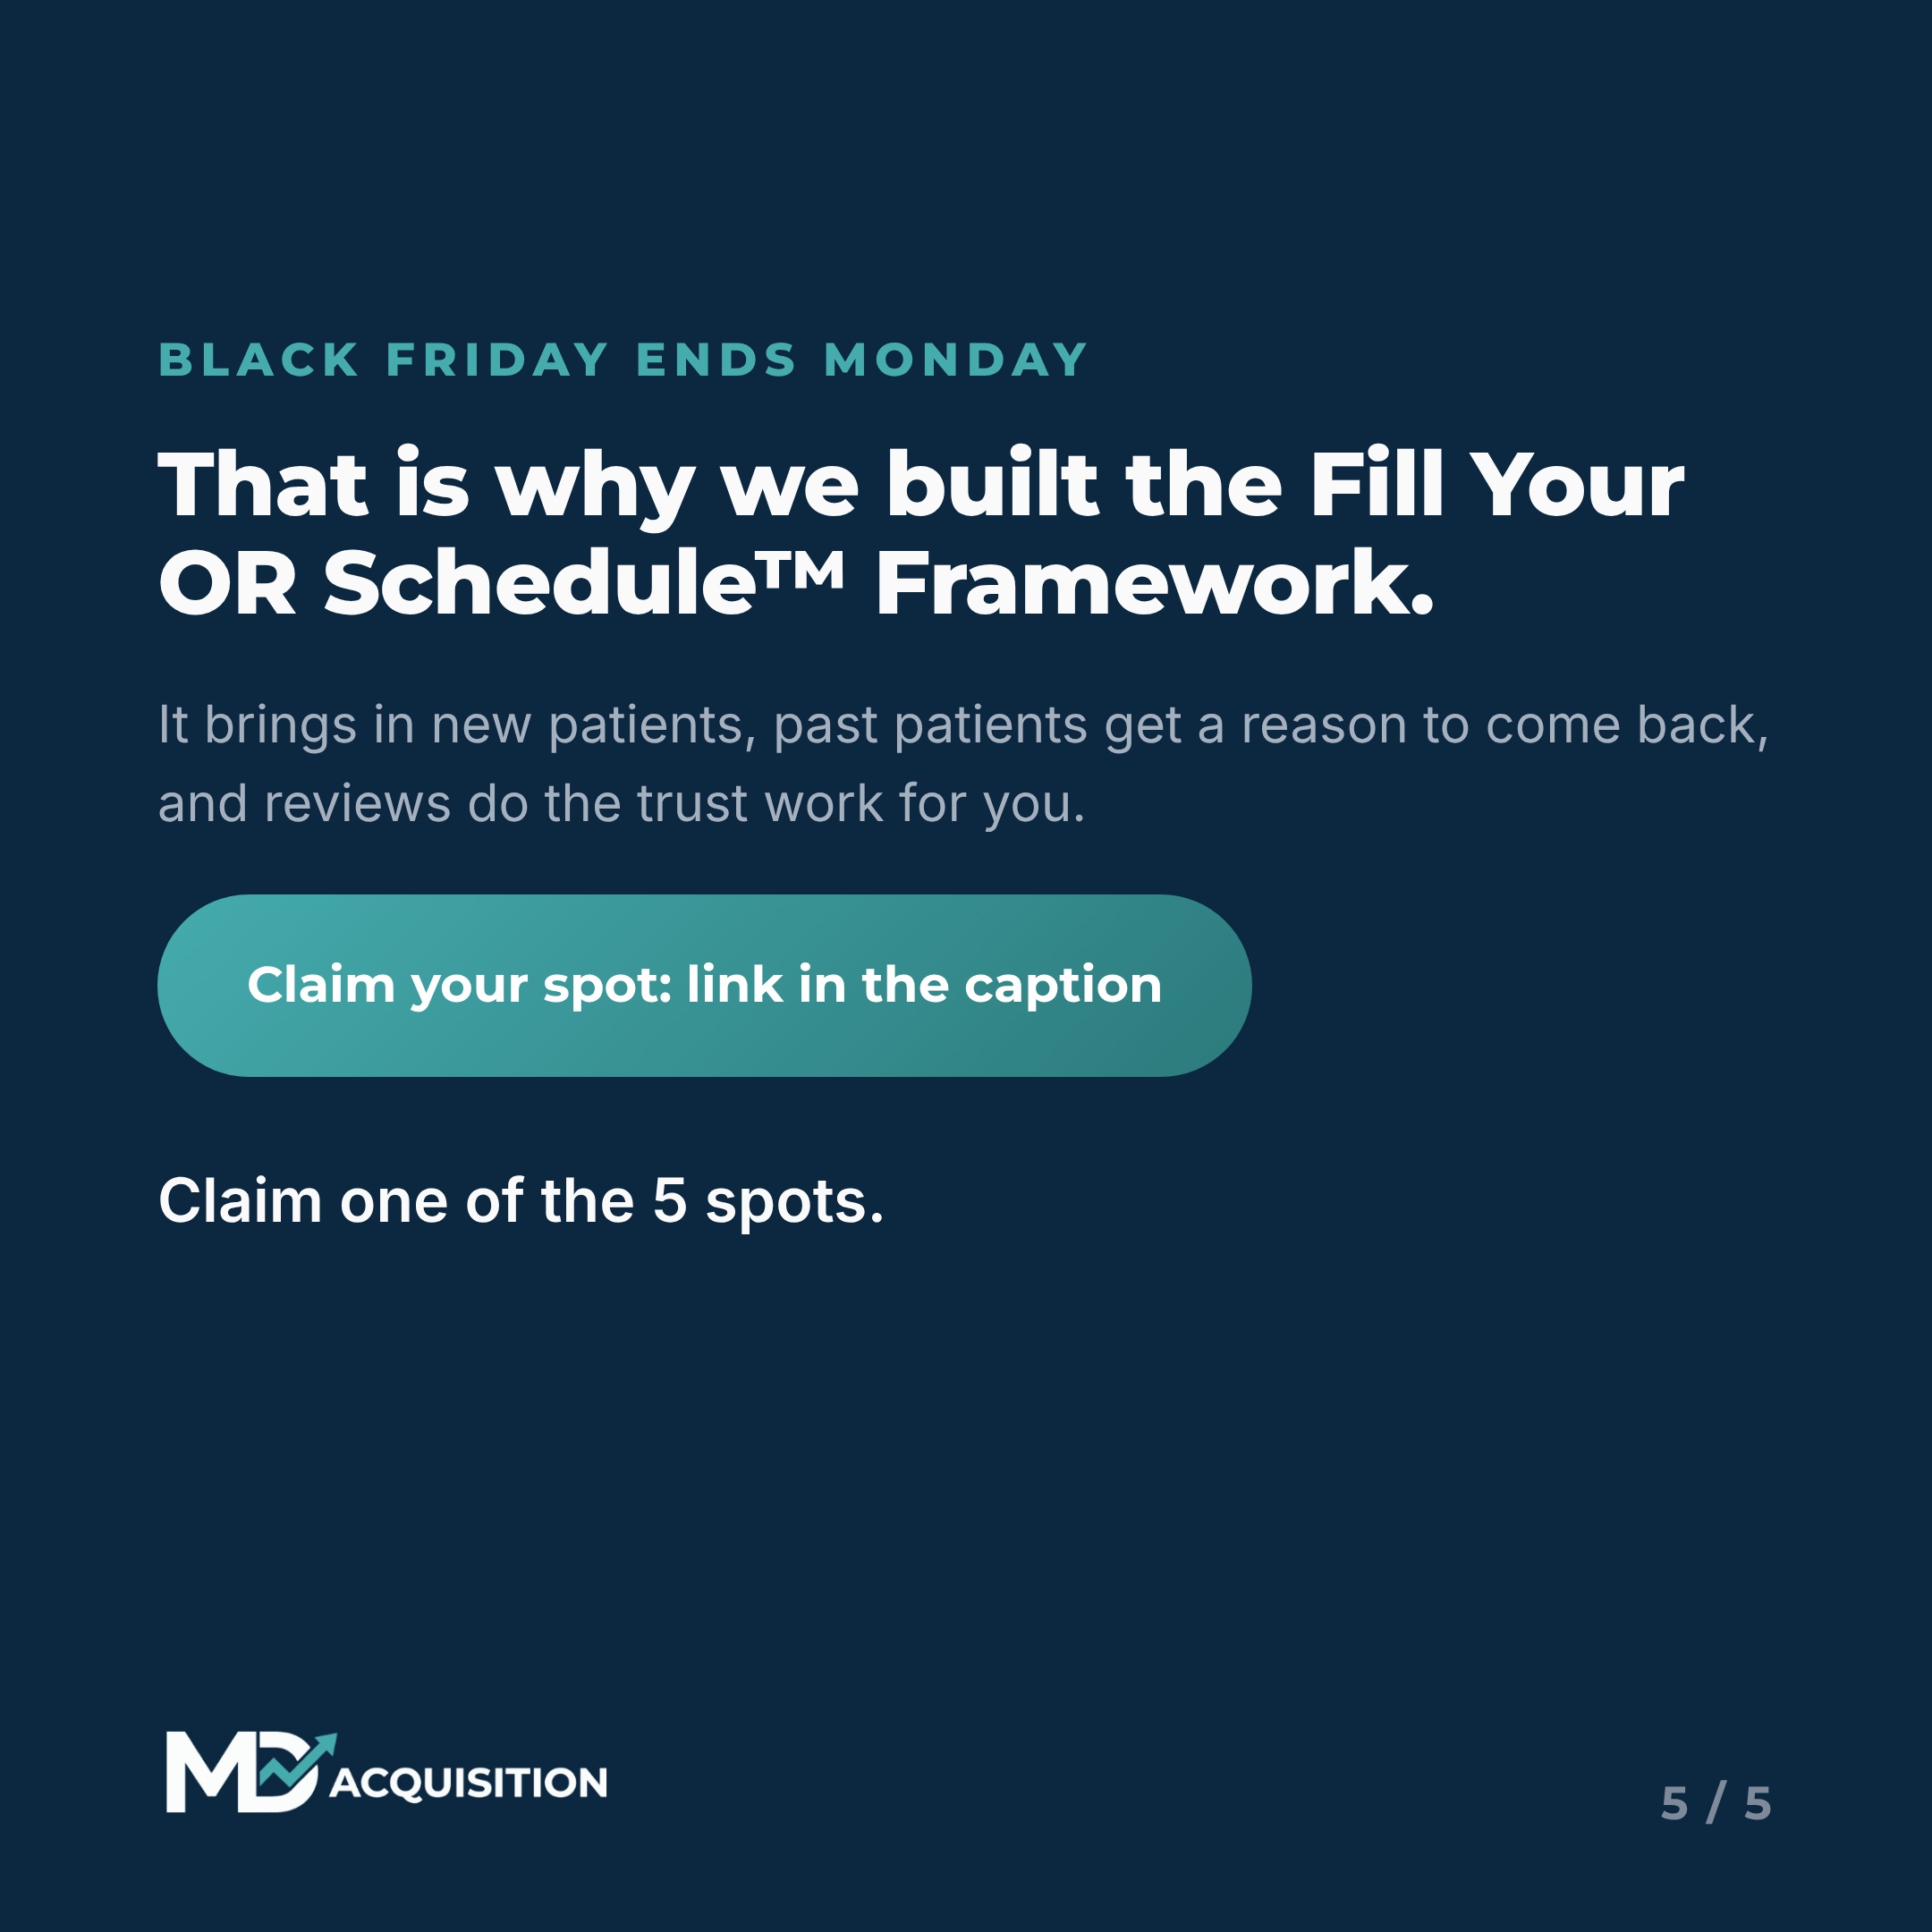 BLACK FRIDAY ENDS MONDAY
That is why we built the Fill Your
OR Schedule™ Framework.
It brings in new patients, past patients get a reason to come back,
and reviews do the trust work for you.
Claim your spot: link in the caption
Claim one of the 5 spots.
MD ACQUISITION
5 / 5